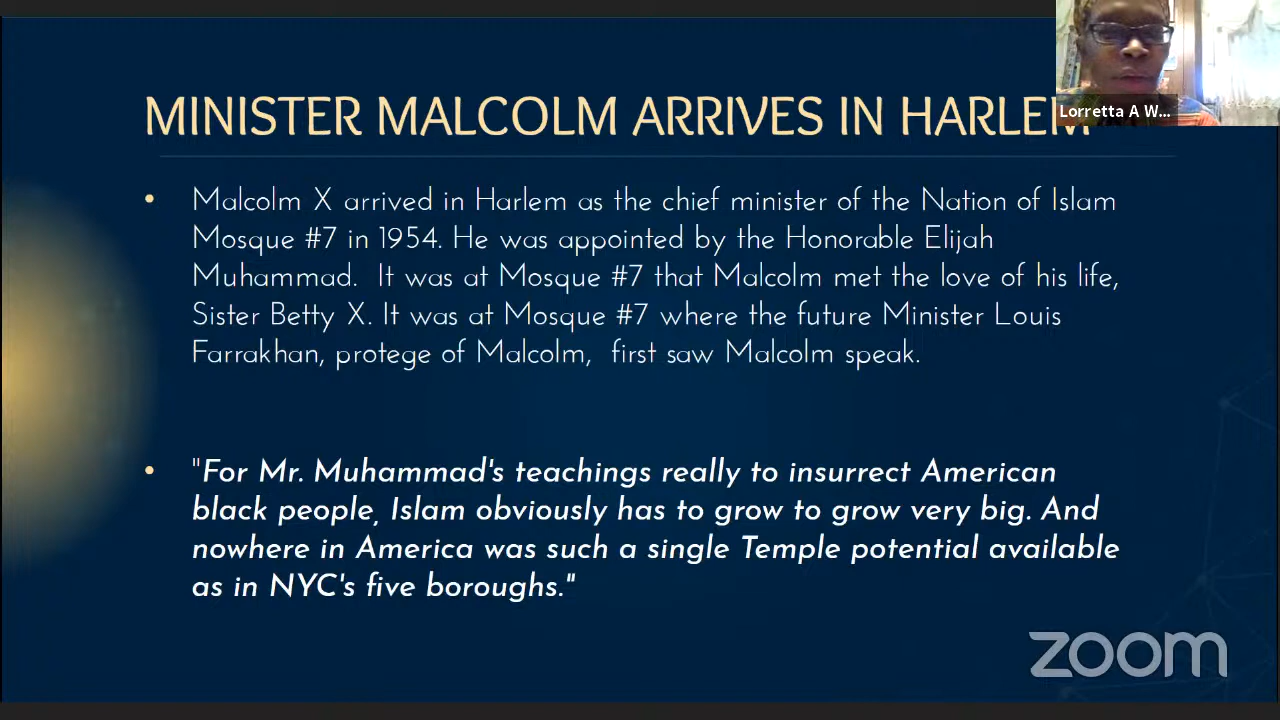 MINISTER MALCOLM ARRIVES IN HARLEM
Lorretta A W...
• Malcolm X arrived in Harlem as the chief minister of the Nation of Islam
Mosque #7 in 1954. He was appointed by the Honorable Elijah
Muhammad.  It was at Mosque #7 that Malcolm met the love of his life,
Sister Betty X. It was at Mosque #7 where the future Minister Louis
Farrakhan, protege of Malcolm,  first saw Malcolm speak.
• "For Mr. Muhammad's teachings really to insurrect American
black people, Islam obviously has to grow to grow very big. And
nowhere in America was such a single Temple potential available
as in NYC's five boroughs."
zoom